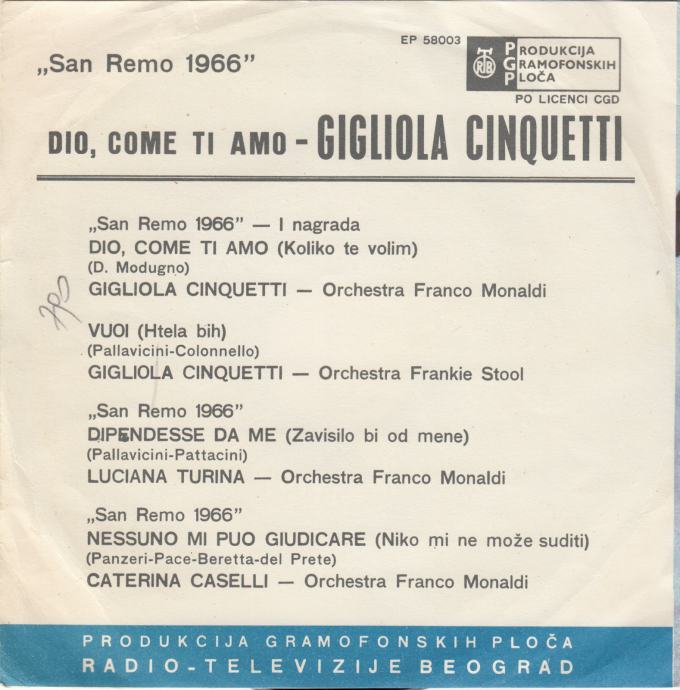 EP 58003
„San Remo 1966”
PGP RTB PRODUKCIJA
GRAMOFONSKIH
PLOČA
PO LICENCI CGD
DIO, COME TI AMO – GIGLIOLA CINQUETTI
„San Remo 1966” — I nagrada
DIO, COME TI AMO (Koliko te volim)
(D. Modugno)
GIGLIOLA CINQUETTI — Orchestra Franco Monaldi
VUOI (Htela bih)
(Pallavicini-Colonnello)
GIGLIOLA CINQUETTI — Orchestra Frankie Stool
„San Remo 1966”
DIPENDESSE DA ME (Zavisilo bi od mene)
(Pallavicini-Pattacini)
LUCIANA TURINA — Orchestra Franco Monaldi
„San Remo 1966”
NESSUNO MI PUO GIUDICARE (Niko mi ne može suditi)
(Panzeri-Pace-Beretta-del Prete)
CATERINA CASELLI — Orchestra Franco Monaldi
PRODUKCIJA GRAMOFONSKIH PLOČA
RADIO-TELEVIZIJE BEOGRAD